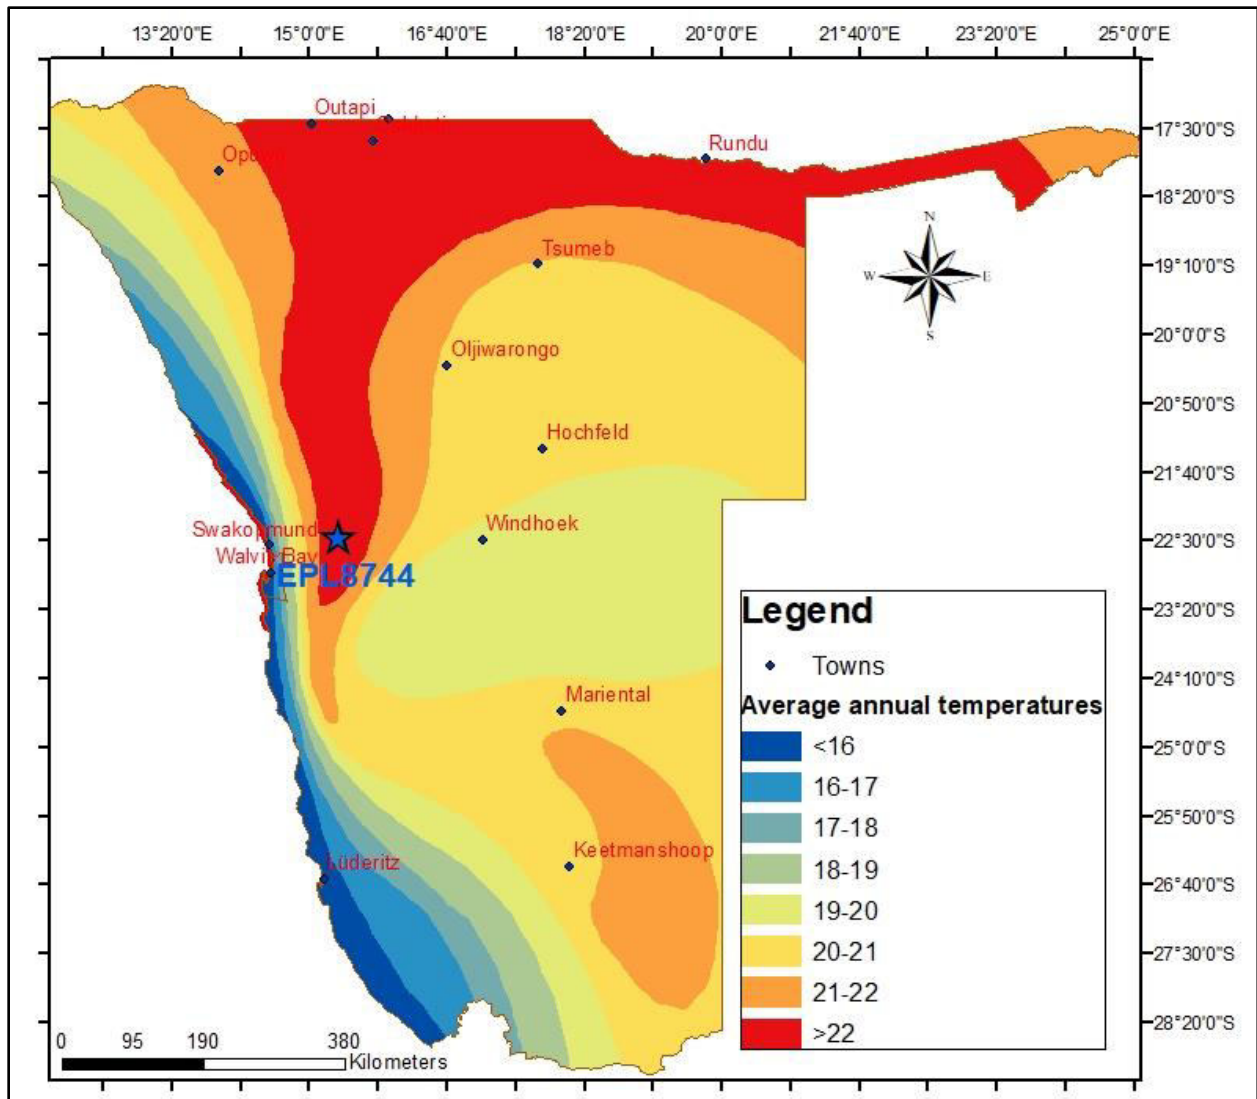 13°20'0"E 15°0'0"E 16°40'0"E 18°20'0"E 20°0'0"E 21°40'0"E 23°20'0"E 25°0'0"E
Outapi
Rundu
17°30'0"S
18°20'0"S
N
Tsumeb
19°10'0"S
W E
S
20°0'0"S
Oljiwarongo
20°50'0"S
Hochfeld
21°40'0"S
Swakopmund
Windhoek
22°30'0"S
Walvis Bay
EPL8744
23°20'0"S
Legend
Towns
24°10'0"S
Mariental
Average annual temperatures
<16
25°0'0"S
16-17
17-18
25°50'0"S
Keetmanshoop
Lüderitz
18-19
26°40'0"S
19-20
20-21
27°30'0"S
21-22
28°20'0"S
>22
0 95 190 380
Kilometers